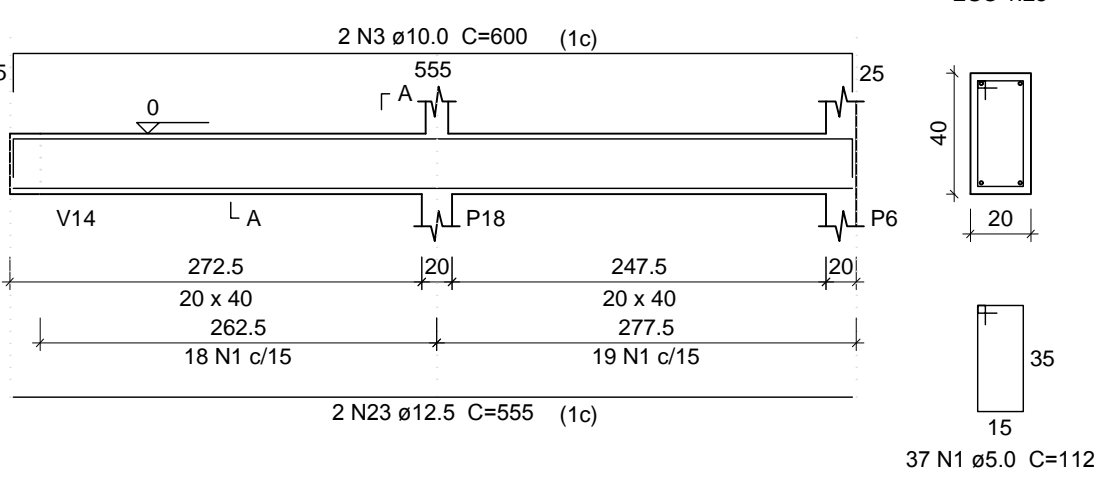 2 N3 ø10.0 C=600 (1c)
555
25
A
0
V14
A
P18
P6
40
20
272.5
20
247.5
20
20 x 40
20 x 40
262.5
277.5
18 N1 c/15
19 N1 c/15
35
15
2 N23 ø12.5 C=555 (1c)
37 N1 ø5.0 C=112